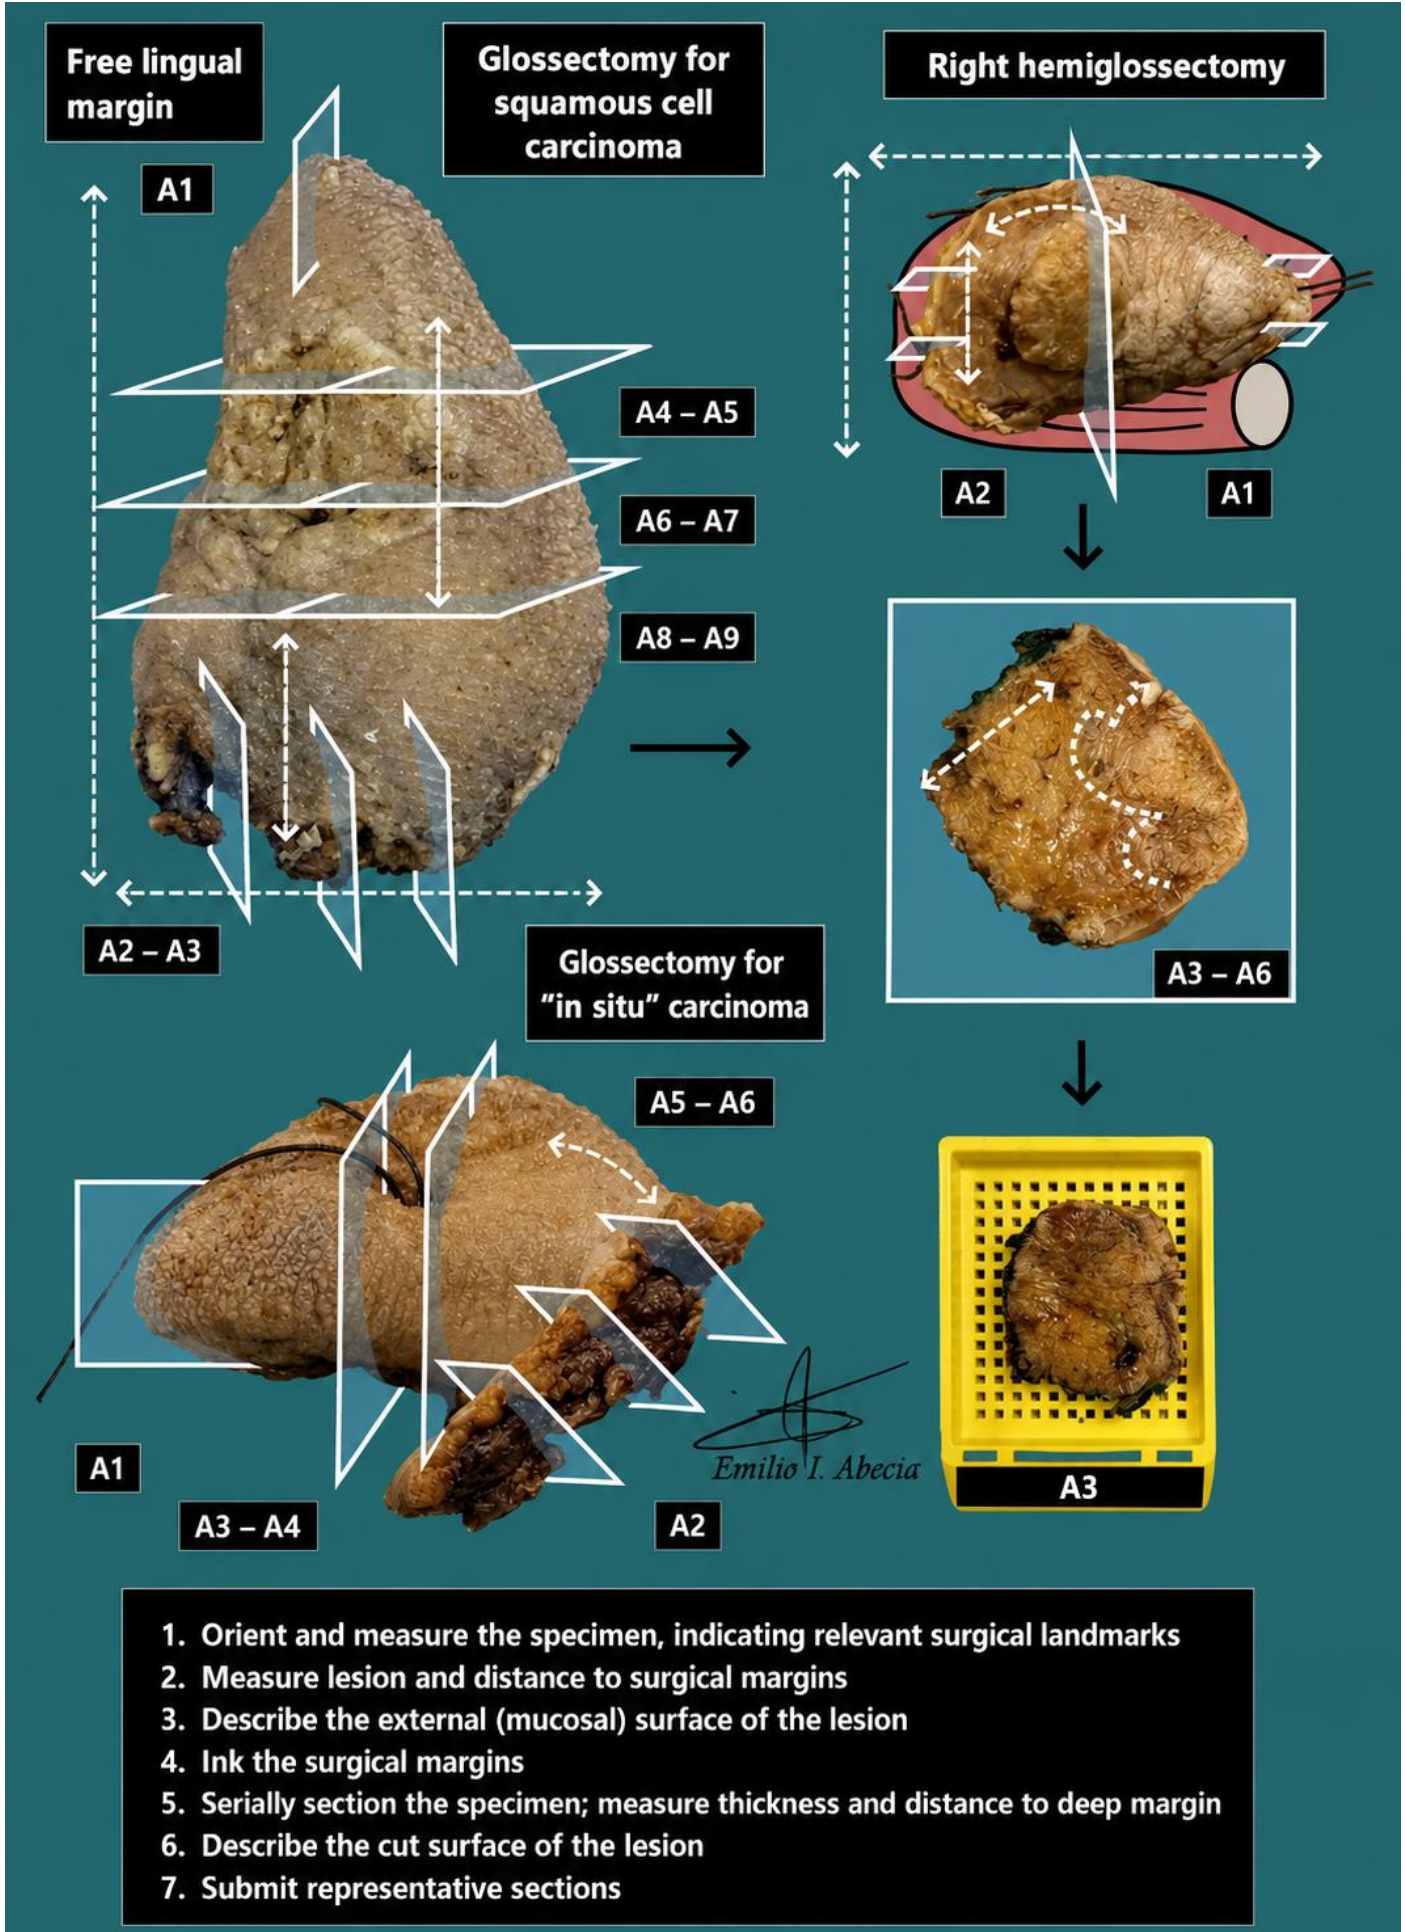 Free lingual
margin
Glossectomy for
squamous cell
carcinoma
Right hemiglossectomy
A1
A4 – A5
A6 – A7
A8 – A9
A2 – A3
A2
A1
A3 – A6
Glossectomy for
"in situ" carcinoma
A5 – A6
A1
A3 – A4
A2
Emilio I. Abecia
A3
1. Orient and measure the specimen, indicating relevant surgical landmarks
2. Measure lesion and distance to surgical margins
3. Describe the external (mucosal) surface of the lesion
4. Ink the surgical margins
5. Serially section the specimen; measure thickness and distance to deep margin
6. Describe the cut surface of the lesion
7. Submit representative sections